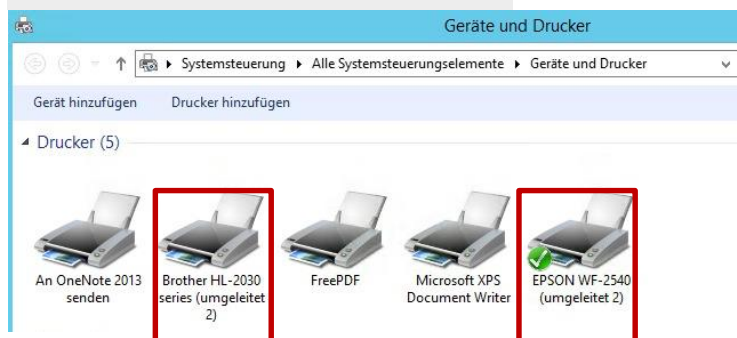 Geräte und Drucker
Systemsteuerung ▸ Alle Systemsteuerungselemente ▸ Geräte und Drucker
Gerät hinzufügen Drucker hinzufügen
Drucker (5)
An OneNote 2013
senden
Brother HL-2030
series (umgeleitet
2)
FreePDF
Microsoft XPS
Document Writer
EPSON WF-2540
(umgeleitet 2)